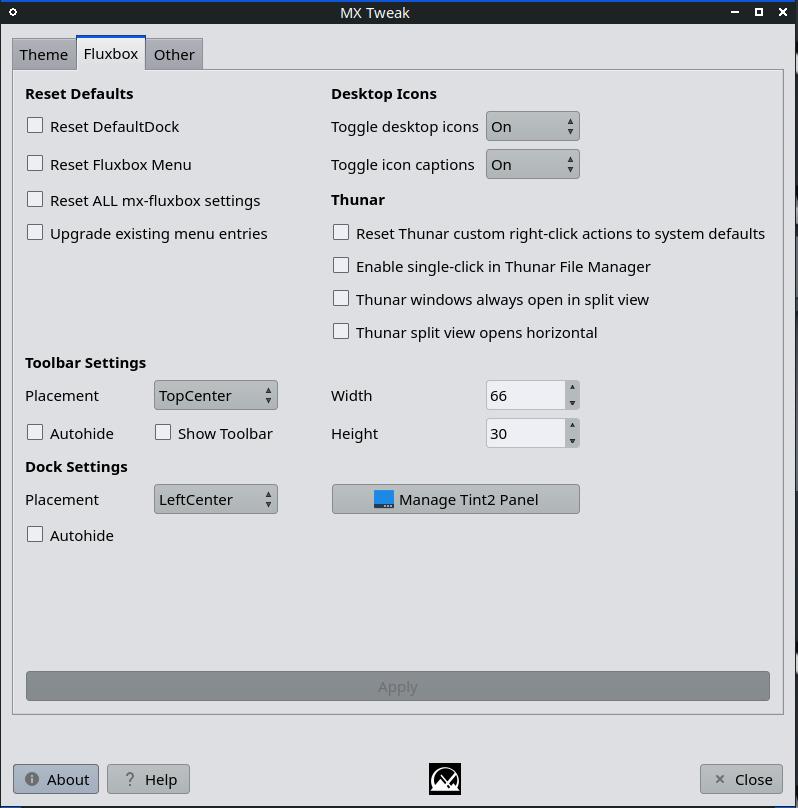 MX Tweak
Theme Fluxbox Other
Reset Defaults
Reset DefaultDock
Reset Fluxbox Menu
Reset ALL mx-fluxbox settings
Upgrade existing menu entries
Desktop Icons
Toggle desktop icons On
Toggle icon captions On
Thunar
Reset Thunar custom right-click actions to system defaults
Enable single-click in Thunar File Manager
Thunar windows always open in split view
Thunar split view opens horizontal
Toolbar Settings
Placement TopCenter Width 66
Autohide Show Toolbar Height 30
Dock Settings
Placement LeftCenter Manage Tint2 Panel
Autohide
Apply
About ? Help Close